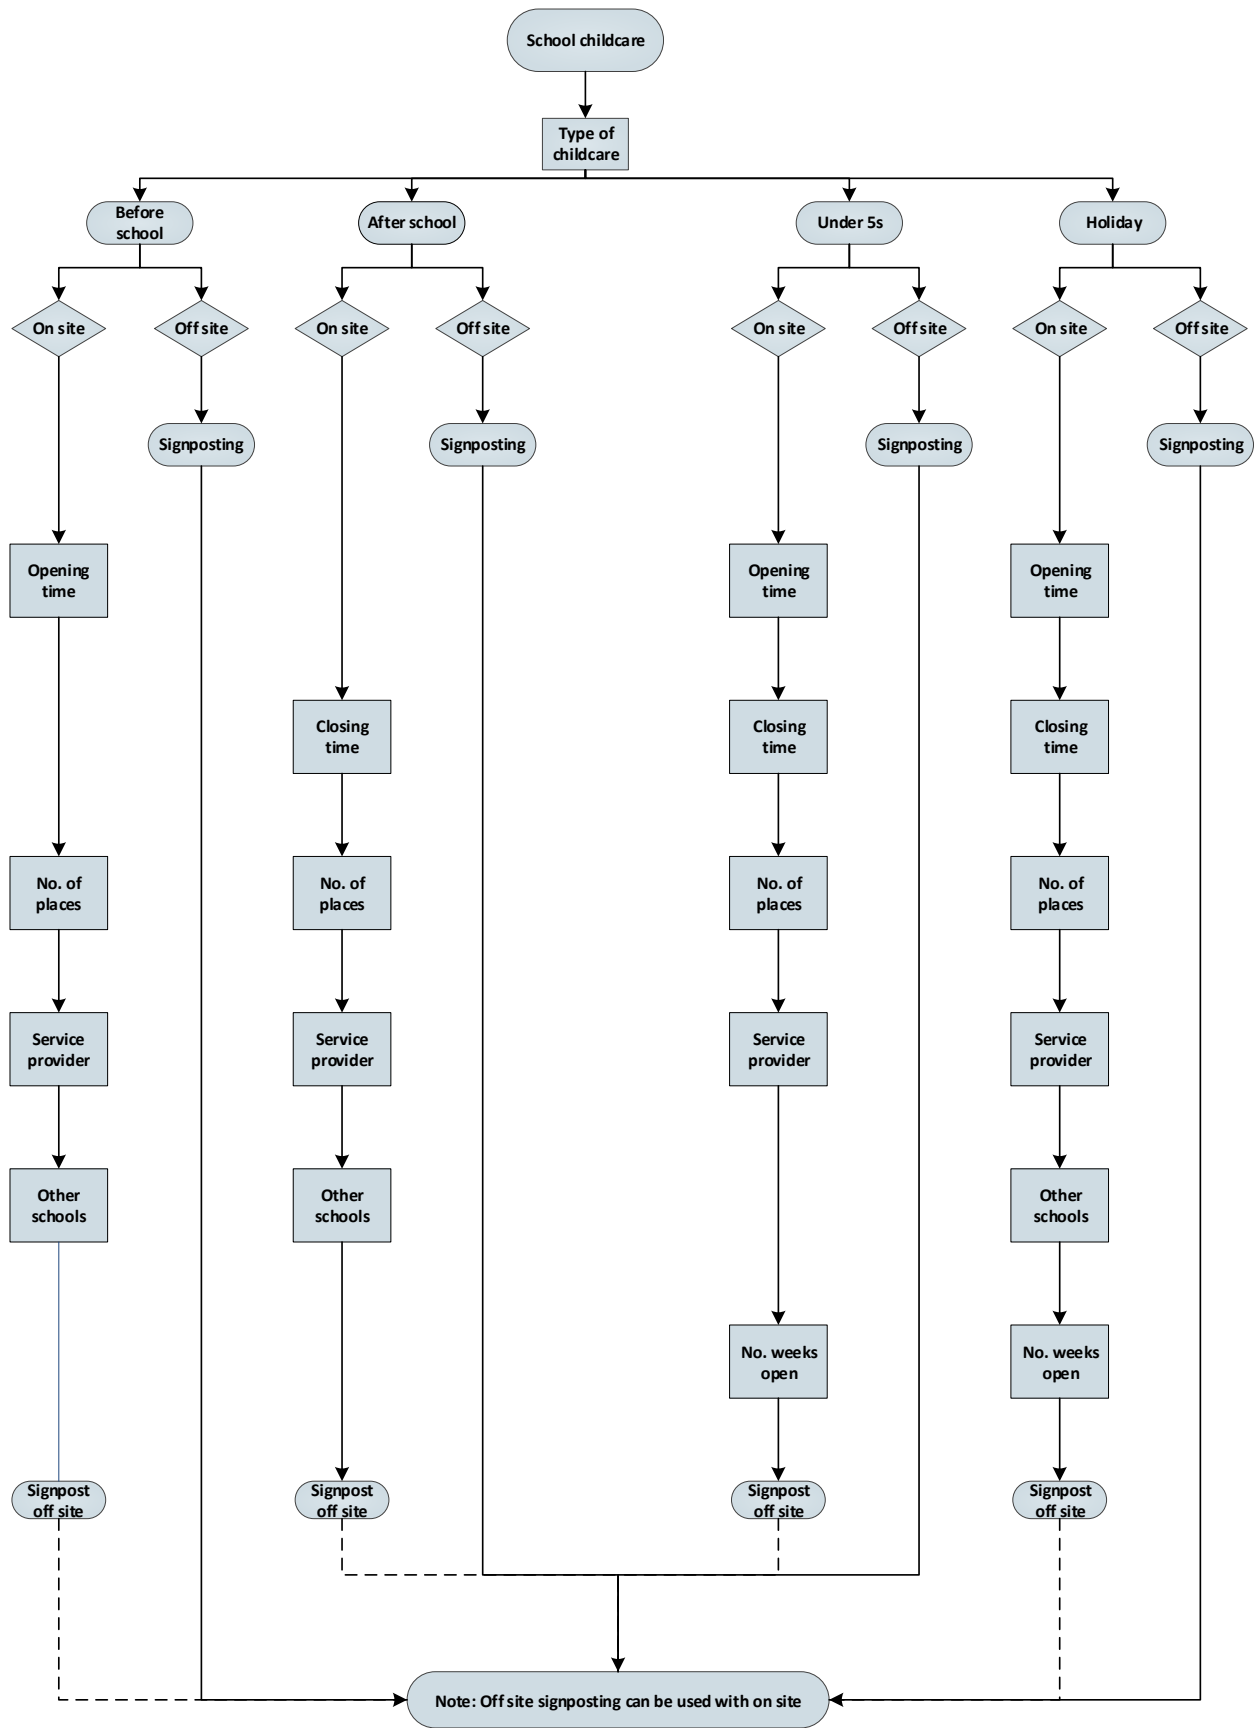 School childcare
Type of
childcare
Before
school
After school
Under 5s
Holiday
On site
Off site
On site
Off site
On site
Off site
On site
Off site
Signposting
Signposting
Signposting
Signposting
Opening
time
Opening
time
Opening
time
Closing
time
Closing
time
Closing
time
No. of
places
No. of
places
No. of
places
No. of
places
Service
provider
Service
provider
Service
provider
Service
provider
Other
schools
Other
schools
Other
schools
No. weeks
open
No. weeks
open
Signpost
off site
Signpost
off site
Signpost
off site
Signpost
off site
Note: Off site signposting can be used with on site